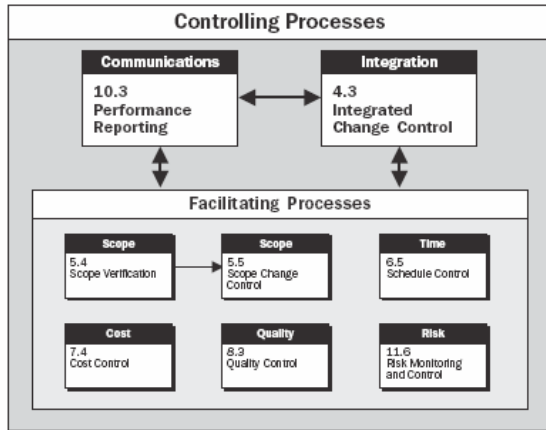 Controlling Processes
Communications
10.3
Performance
Reporting
Integration
4.3
Integrated
Change Control
Facilitating Processes
Scope
5.4
Scope Verification
Scope
5.5
Scope Change
Control
Time
6.5
Schedule Control
Cost
7.4
Cost Control
Quality
8.3
Quality Control
Risk
11.6
Risk Monitoring
and Control